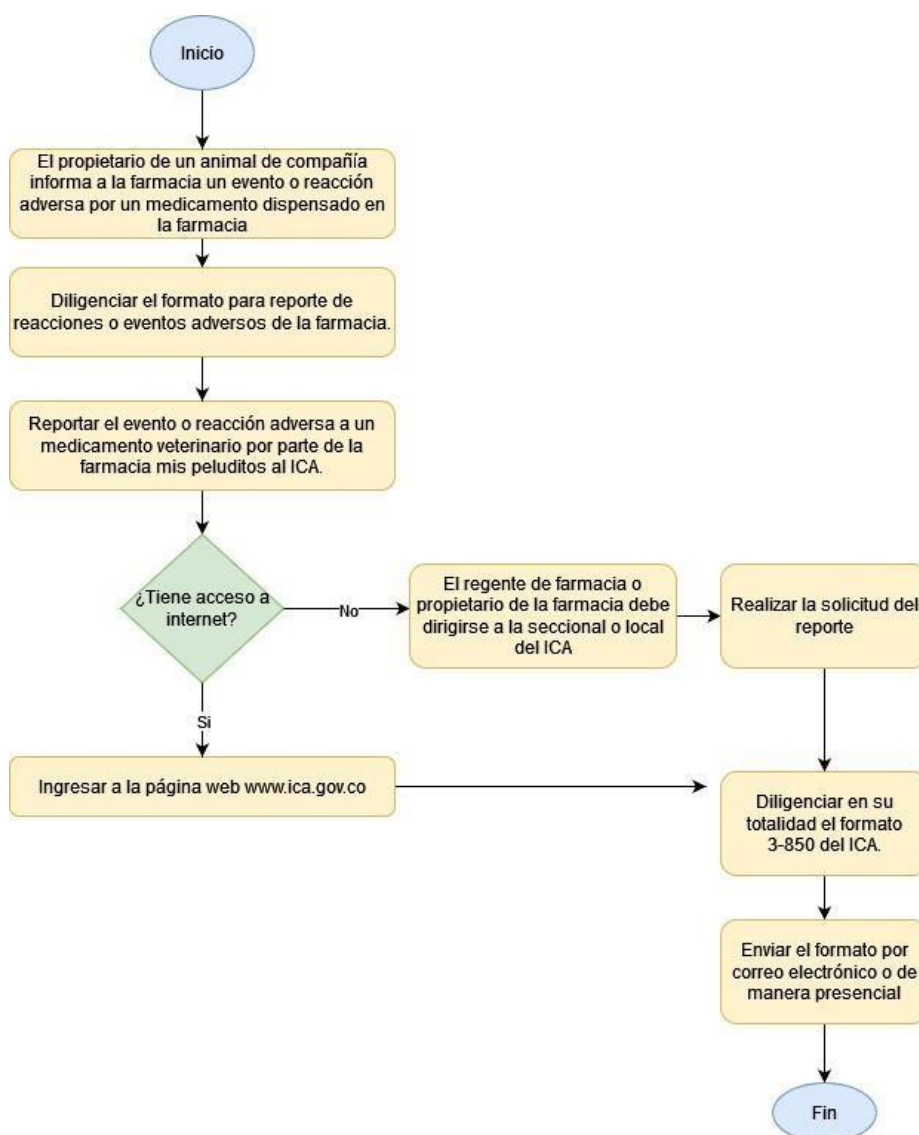 Inicio
El propietario de un animal de compañía
informa a la farmacia un evento o reacción
adversa por un medicamento dispensado en
la farmacia
Diligenciar el formato para reporte de
reacciones o eventos adversos de la farmacia.
Reportar el evento o reacción adversa a un
medicamento veterinario por parte de la
farmacia mis peluditos al ICA.
¿Tiene acceso a
internet?
No
El regente de farmacia o
propietario de la farmacia debe
dirigirse a la seccional o local
del ICA
Realizar la solicitud del
reporte
Si
Ingresar a la página web www.ica.gov.co
Diligenciar en su
totalidad el formato
3-850 del ICA.
Enviar el formato por
correo electrónico o de
manera presencial
Fin